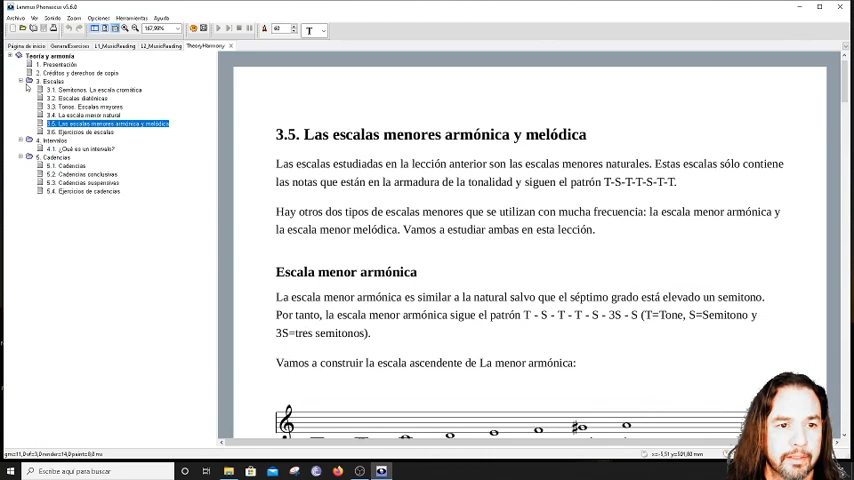 Lenmus Phonascus v5.6.0
Archivo Ver Sonido Zoom Opciones Herramientas Ayuda
167,99% 60 T
Página de inicio GeneralExercises L1_MusicReading L2_MusicReading TheoryHarmony
Teoría y armonía
1. Presentación
2. Créditos y derechos de copia
3. Escalas
3.1. Semitonos. La escala cromática
3.2. Escalas diatónicas
3.3. Tonos. Escalas mayores
3.4. La escala menor natural
3.5. Las escalas menores armónica y melódica
3.6. Ejercicios de escalas
4. Intervalos
4.1. ¿Qué es un intervalo?
5. Cadencias
5.1. Cadencias
5.2. Cadencias conclusivas
5.3. Cadencias suspensivas
5.4. Ejercicios de cadencias
3.5. Las escalas menores armónica y melódica
Las escalas estudiadas en la lección anterior son las escalas menores naturales. Estas escalas sólo contiene
las notas que están en la armadura de la tonalidad y siguen el patrón T-S-T-T-S-T-T.
Hay otros dos tipos de escalas menores que se utilizan con mucha frecuencia: la escala menor armónica y
la escala menor melódica. Vamos a estudiar ambas en esta lección.
Escala menor armónica
La escala menor armónica es similar a la natural salvo que el séptimo grado está elevado un semitono.
Por tanto, la escala menor armónica sigue el patrón T - S - T - T - S - 3S - S (T=Tone, S=Semitono y
3S=tres semitonos).
Vamos a construir la escala ascendente de La menor armónica:
Escribe aquí para buscar